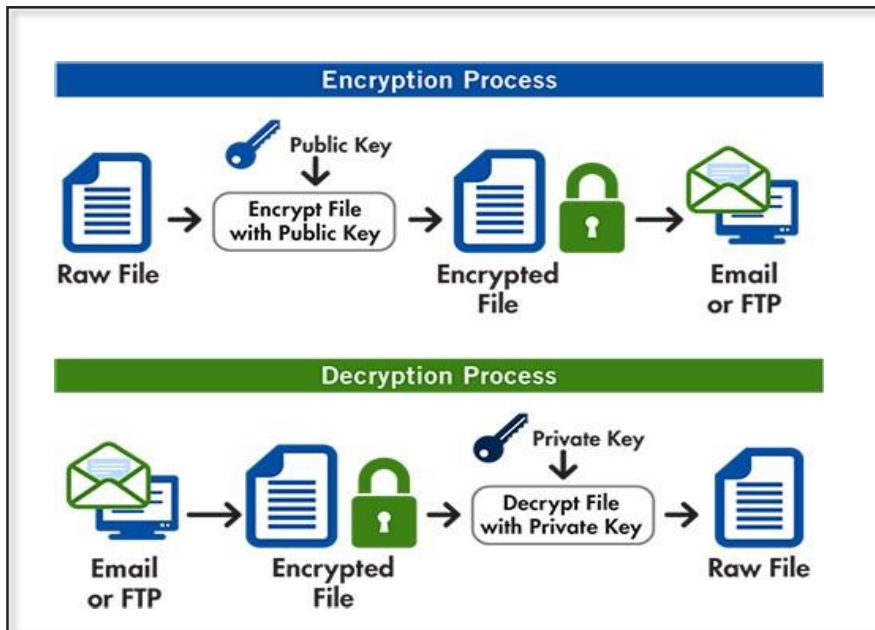 Encryption Process
Public Key
Encrypt File
with Public Key
Raw File
Encrypted
File
Email
or FTP
Decryption Process
Private Key
Decrypt File
with Private Key
Email
or FTP
Encrypted
File
Raw File